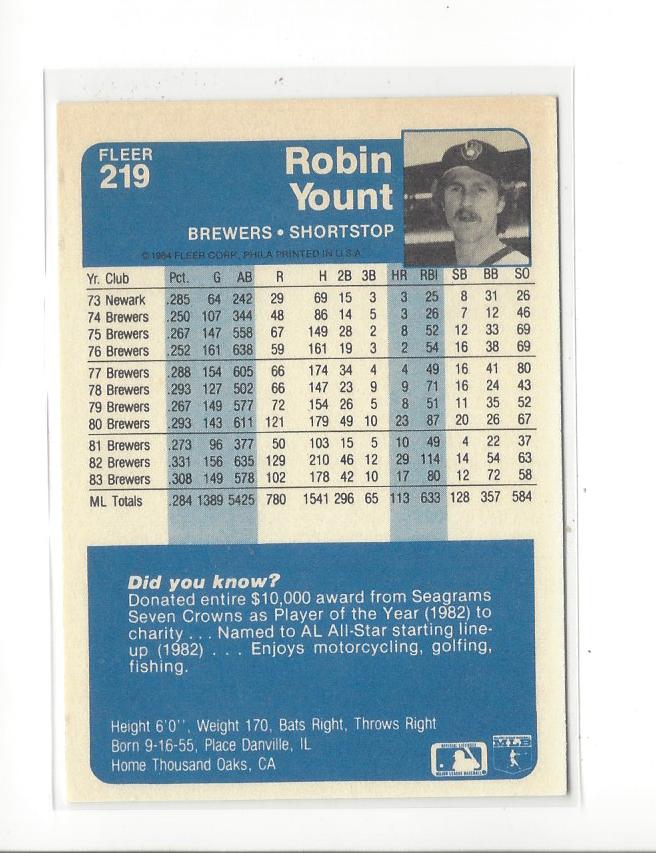 FLEER
219
Robin
Yount
BREWERS • SHORTSTOP
© 1984 FLEER CORP., PHILA PRINTED IN U.S.A.
Yr. Club Pct. G AB R H 2B 3B HR RBI SB BB SO
73 Newark .285 64 242 29 69 15 3 3 25 8 31 26
74 Brewers .250 107 344 48 86 14 5 3 26 7 12 46
75 Brewers .267 147 558 67 149 28 2 8 52 12 33 69
76 Brewers .252 161 638 59 161 19 3 2 54 16 38 69
77 Brewers .288 154 605 66 174 34 4 4 49 16 41 80
78 Brewers .293 127 502 66 147 23 9 9 71 16 24 43
79 Brewers .267 149 577 72 154 26 5 8 51 11 35 52
80 Brewers .293 143 611 121 179 49 10 23 87 20 26 67
81 Brewers .273 96 377 50 103 15 5 10 49 4 22 37
82 Brewers .331 156 635 129 210 46 12 29 114 14 54 63
83 Brewers .308 149 578 102 178 42 10 17 80 12 72 58
ML Totals .284 1389 5425 780 1541 296 65 113 633 128 357 584
Did you know?
Donated entire $10,000 award from Seagrams
Seven Crowns as Player of the Year (1982) to
charity . . . Named to AL All-Star starting line-
up (1982) . . . Enjoys motorcycling, golfing,
fishing.
Height 6'0'', Weight 170, Bats Right, Throws Right
Born 9-16-55, Place Danville, IL
Home Thousand Oaks, CA
OFFICIAL LICENSEE
MAJOR LEAGUE BASEBALL
MLB